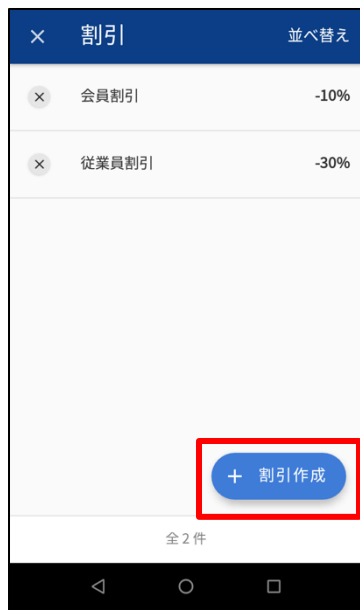 × 割引 並べ替え
× 会員割引 -10%
× 従業員割引 -30%
+ 割引作成
全2件